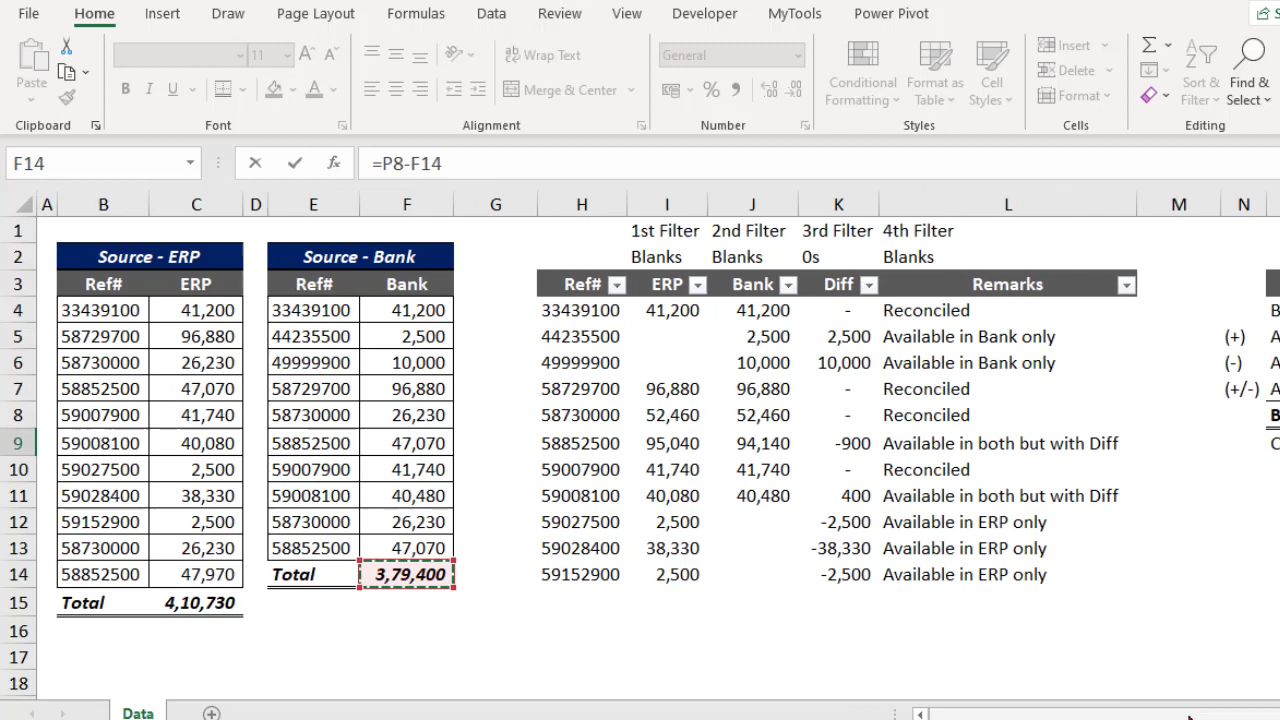 File Home Insert Draw Page Layout Formulas Data Review View Developer MyTools Power Pivot S
Paste 11 Wrap Text General Insert
B I U Merge & Center % Conditional Formatting Format as Table Cell Styles Delete Format Sort & Filter Find & Select
Clipboard Font Alignment Number Styles Cells Editing
F14 fx =P8-F14
A B C D E F G H I J K L M N
1 1st Filter 2nd Filter 3rd Filter 4th Filter
2 Source - ERP Source - Bank Blanks Blanks 0s Blanks
3 Ref# ERP Ref# Bank Ref# ERP Bank Diff Remarks
4 33439100 41,200 33439100 41,200 33439100 41,200 41,200 - Reconciled B
5 58729700 96,880 44235500 2,500 44235500 2,500 2,500 Available in Bank only (+) A
6 58730000 26,230 49999900 10,000 49999900 10,000 10,000 Available in Bank only (-) A
7 58852500 47,070 58729700 96,880 58729700 96,880 96,880 - Reconciled (+/-) A
8 59007900 41,740 58730000 26,230 58730000 52,460 52,460 - Reconciled B
9 59008100 40,080 58852500 47,070 58852500 95,040 94,140 -900 Available in both but with Diff C
10 59027500 2,500 59007900 41,740 59007900 41,740 41,740 - Reconciled
11 59028400 38,330 59008100 40,480 59008100 40,080 40,480 400 Available in both but with Diff
12 59152900 2,500 58730000 26,230 59027500 2,500 -2,500 Available in ERP only
13 58730000 26,230 58852500 47,070 59028400 38,330 -38,330 Available in ERP only
14 58852500 47,970 Total 3,79,400 59152900 2,500 -2,500 Available in ERP only
15 Total 4,10,730
16
17
18
Data